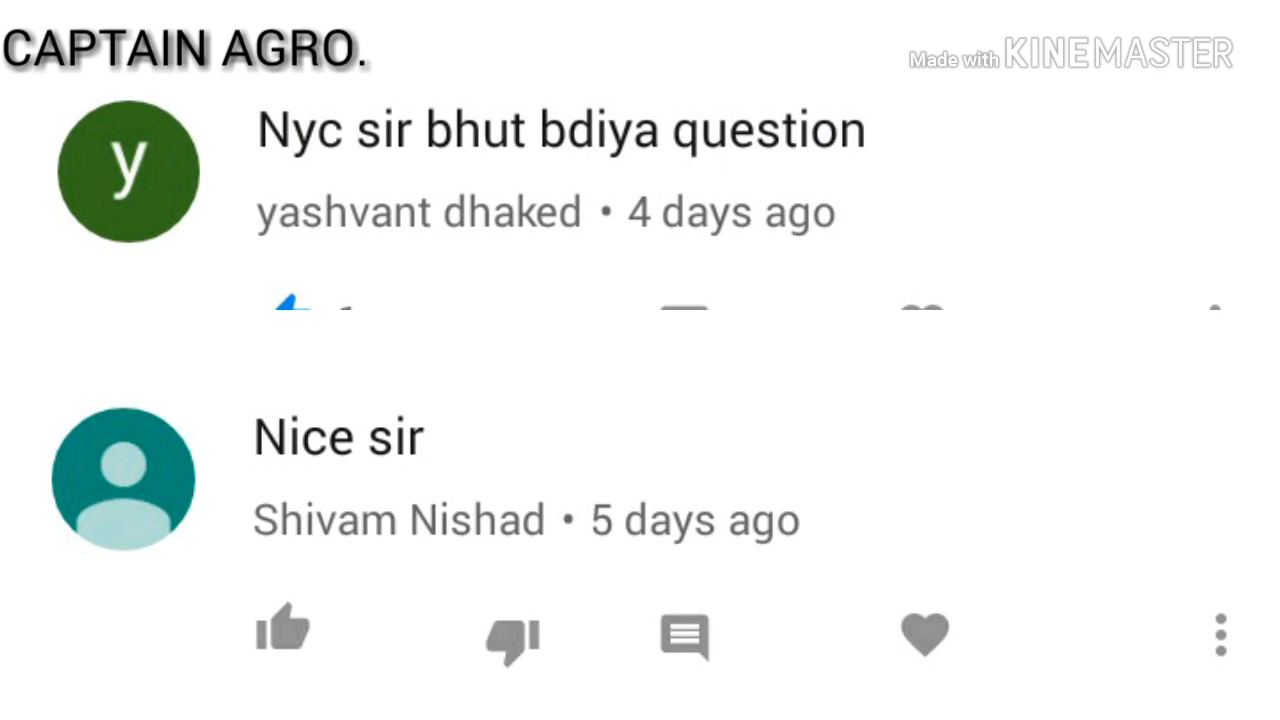 CAPTAIN AGRO.
Made with KINEMASTER
y
Nyc sir bhut bdiya question
yashvant dhaked • 4 days ago
Nice sir
Shivam Nishad • 5 days ago